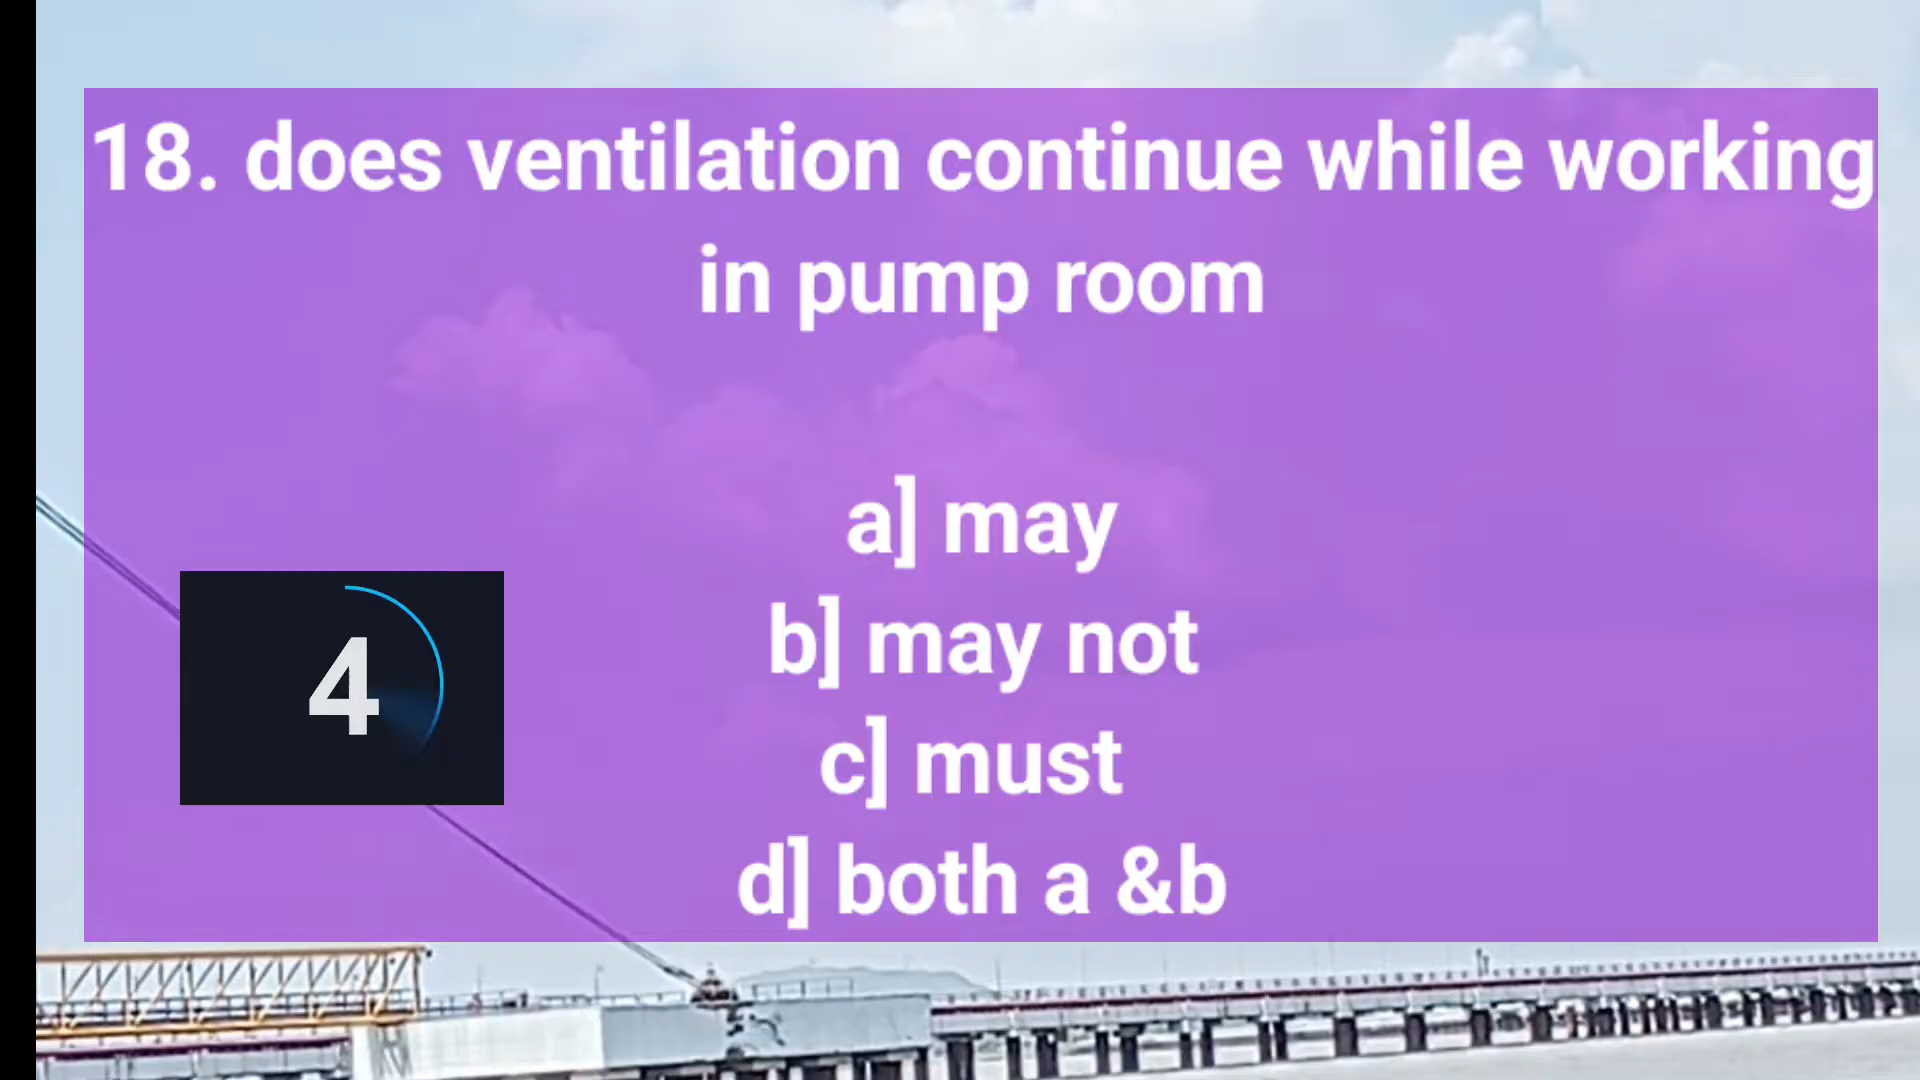 18. does ventilation continue while working
in pump room
a] may
b] may not
c] must
d] both a &b
4